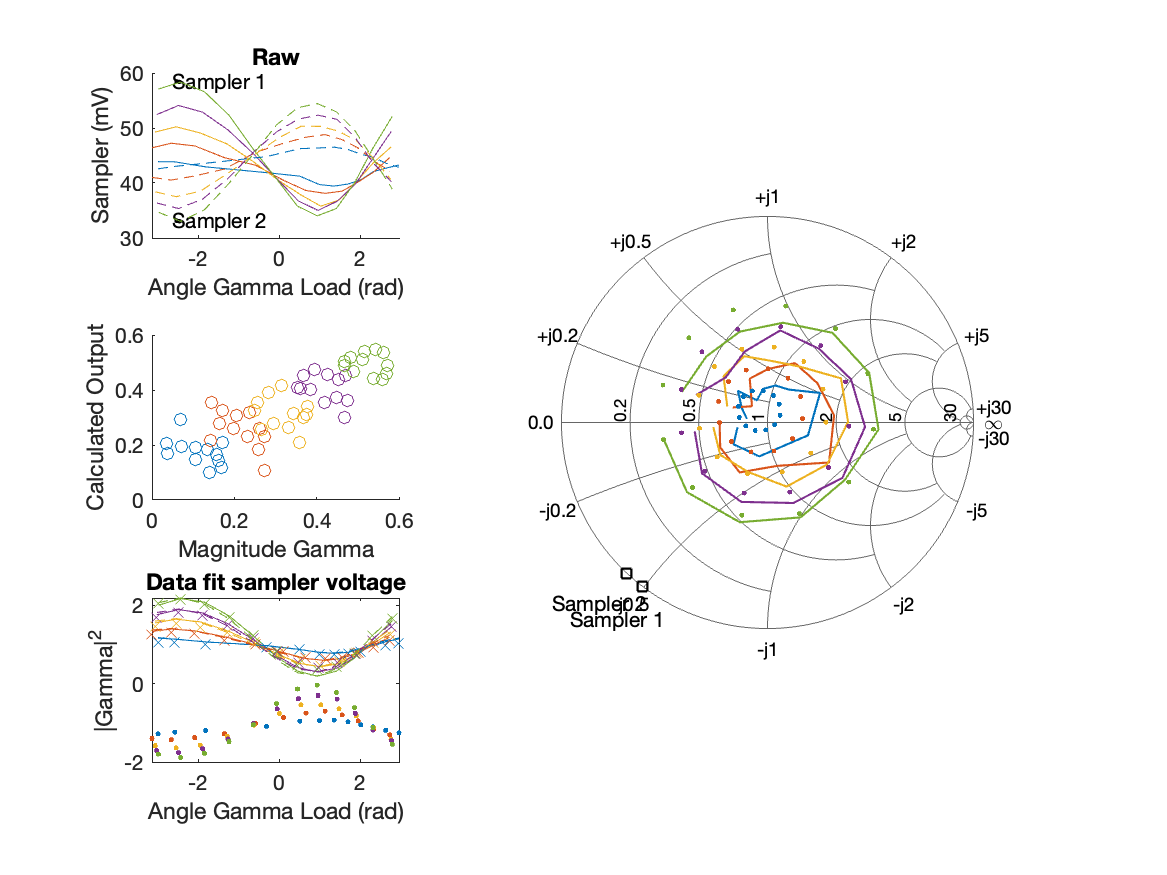 Raw
60
50
40
30
Sampler (mV)
Sampler 1
Sampler 2
-2
0
2
Angle Gamma Load (rad)
0.6
0.4
0.2
0
Calculated Output
0
0.2
0.4
0.6
Magnitude Gamma
Data fit sampler voltage
2
0
-2
|Gamma|²
-2
0
2
Angle Gamma Load (rad)
+j1
+j0.5
+j2
+j0.2
+j5
0.0
0.2
0.5
1
2
5
30
+j30
∞
-j30
-j0.2
-j5
Sampler 2
-j0.5
-j2
Sampler 1
-j1